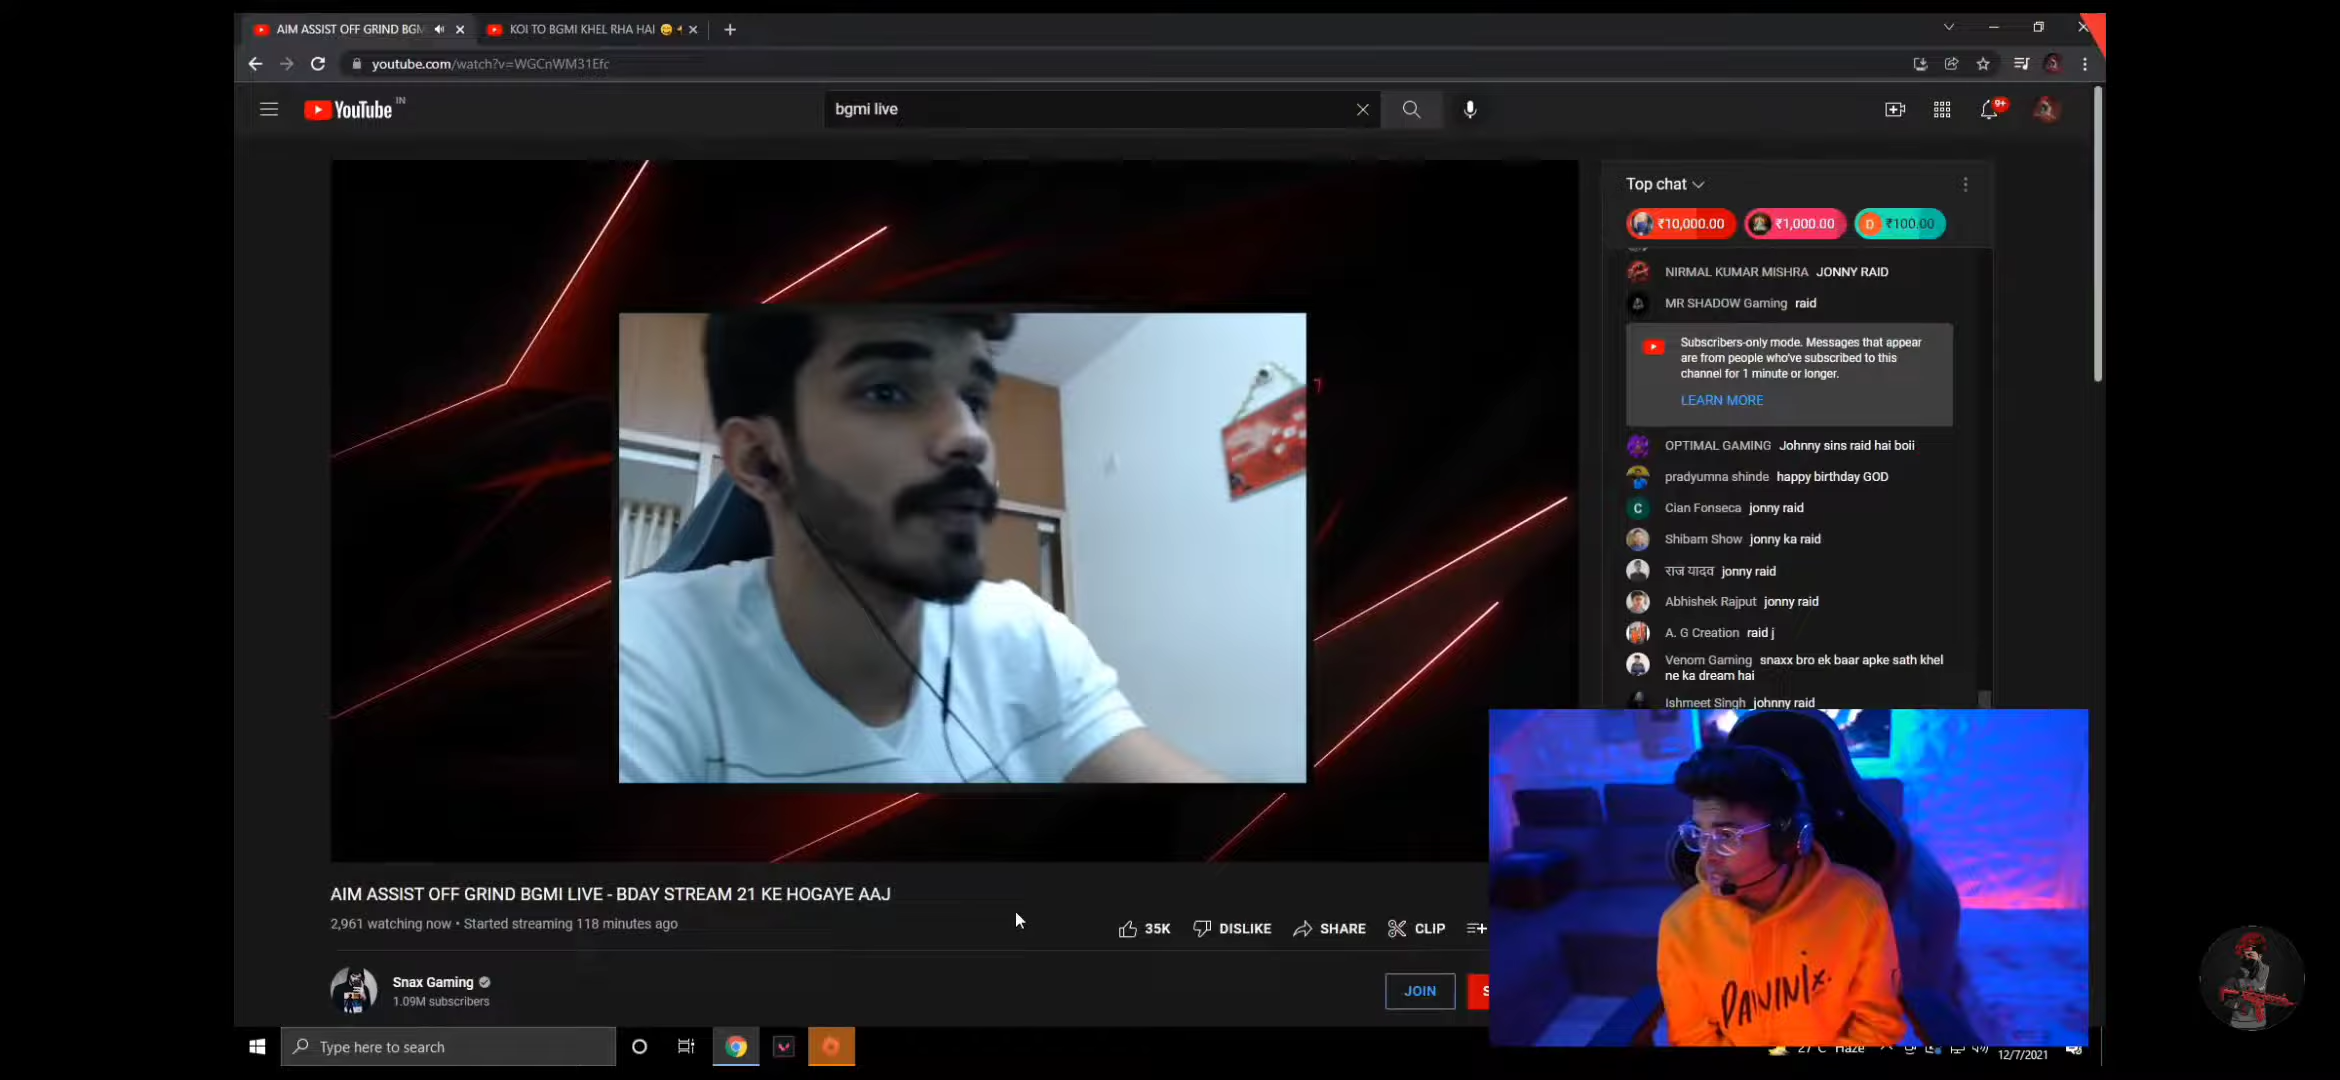 AIM ASSIST OFF GRIND BGM
KOI TO BGMI KHEL RHA HAI
youtube.com/watch?v=WGCnWM31Efc
YouTube IN
bgmi live
9+
Top chat
₹10,000.00 ₹1,000.00 D ₹100.00
NIRMAL KUMAR MISHRA JONNY RAID
MR SHADOW Gaming raid
Subscribers-only mode. Messages that appear
are from people who've subscribed to this
channel for 1 minute or longer.
LEARN MORE
OPTIMAL GAMING Johnny sins raid hai boii
pradyumna shinde happy birthday GOD
C Cian Fonseca jonny raid
Shibam Show jonny ka raid
राज यादव jonny raid
Abhishek Rajput jonny raid
A. G Creation raid j
Venom Gaming snaxx bro ek baar apke sath khel
ne ka dream hai
Ishmeet Singh johnny raid
AIM ASSIST OFF GRIND BGMI LIVE - BDAY STREAM 21 KE HOGAYE AAJ
2,961 watching now • Started streaming 118 minutes ago
35K DISLIKE SHARE CLIP
Snax Gaming
1.09M subscribers
JOIN S
Type here to search
27°C Haze
12/7/2021